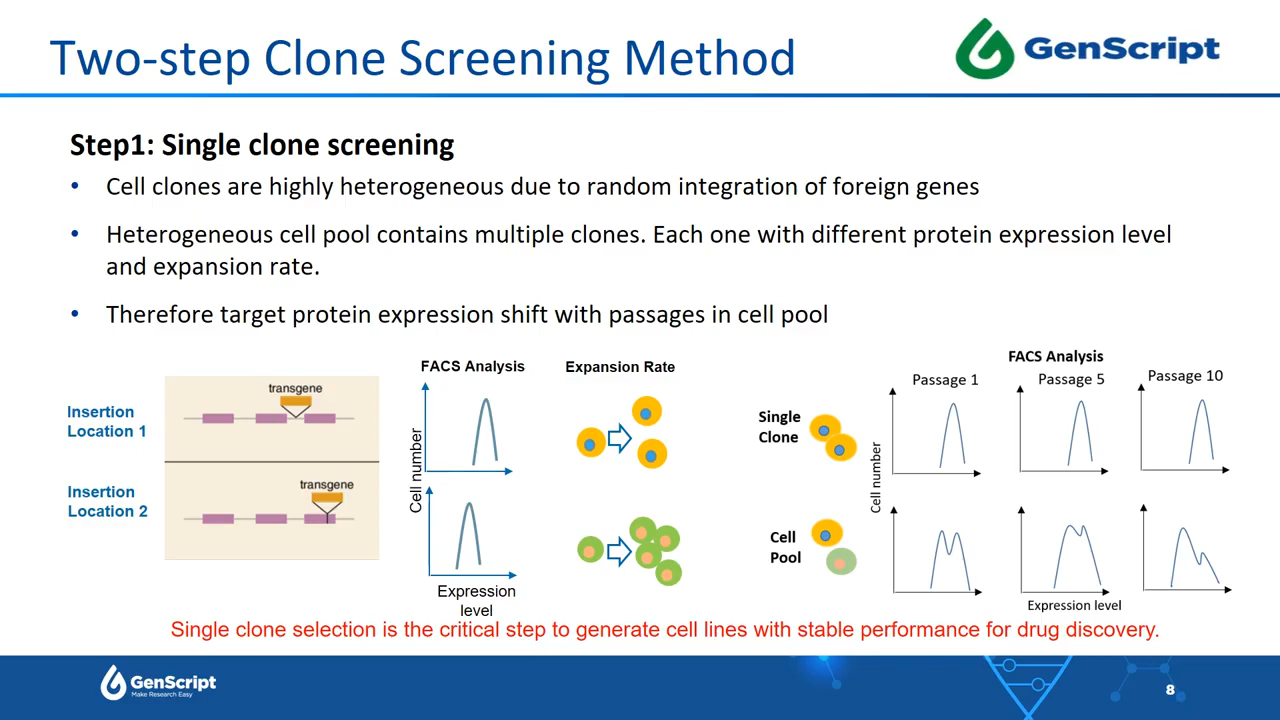 Two-step Clone Screening Method
GenScript
Step1: Single clone screening
• Cell clones are highly heterogeneous due to random integration of foreign genes
• Heterogeneous cell pool contains multiple clones. Each one with different protein expression level
and expansion rate.
• Therefore target protein expression shift with passages in cell pool
Insertion
Location 1
transgene
Insertion
Location 2
transgene
FACS Analysis
Cell number
Expression
level
Expansion Rate
Single
Clone
Cell
Pool
FACS Analysis
Passage 1
Passage 5
Passage 10
Cell number
Expression level
Single clone selection is the critical step to generate cell lines with stable performance for drug discovery.
GenScript
Make Research Easy
8